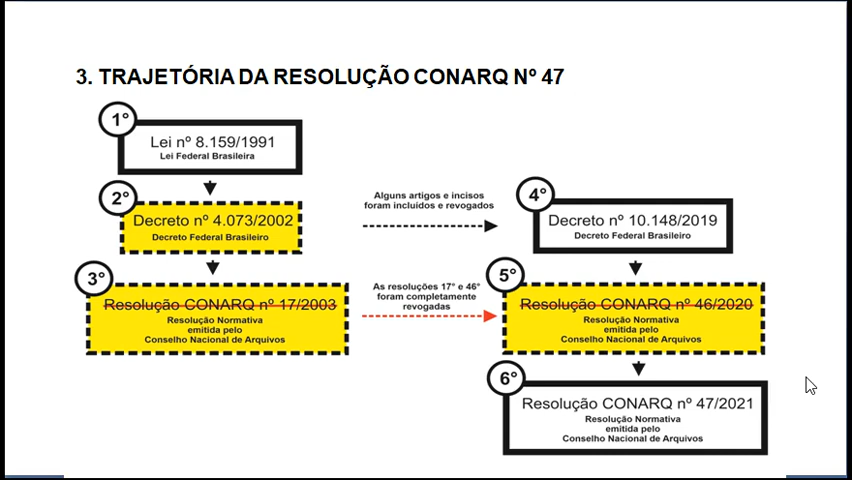 3. TRAJETÓRIA DA RESOLUÇÃO CONARQ Nº 47
1°
Lei nº 8.159/1991
Lei Federal Brasileira
2°
Decreto nº 4.073/2002
Decreto Federal Brasileiro
3°
Resolução CONARQ nº 17/2003
Resolução Normativa
emitida pelo
Conselho Nacional de Arquivos
Alguns artigos e incisos
foram incluídos e revogados
As resoluções 17° e 46°
foram completamente
revogadas
4°
Decreto nº 10.148/2019
Decreto Federal Brasileiro
5°
Resolução CONARQ nº 46/2020
Resolução Normativa
emitida pelo
Conselho Nacional de Arquivos
6°
Resolução CONARQ nº 47/2021
Resolução Normativa
emitida pelo
Conselho Nacional de Arquivos